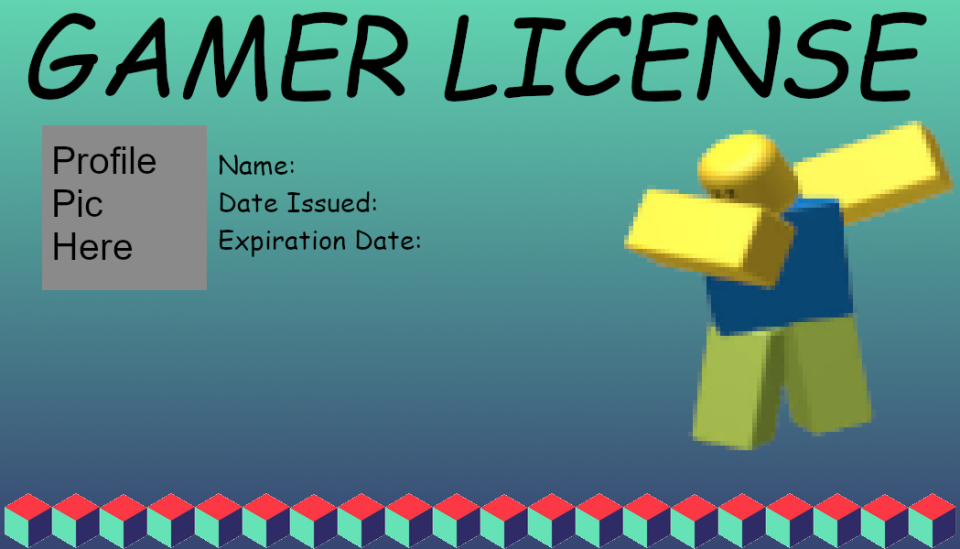 GAMER LICENSE
Profile
Pic
Here
Name:
Date Issued:
Expiration Date: